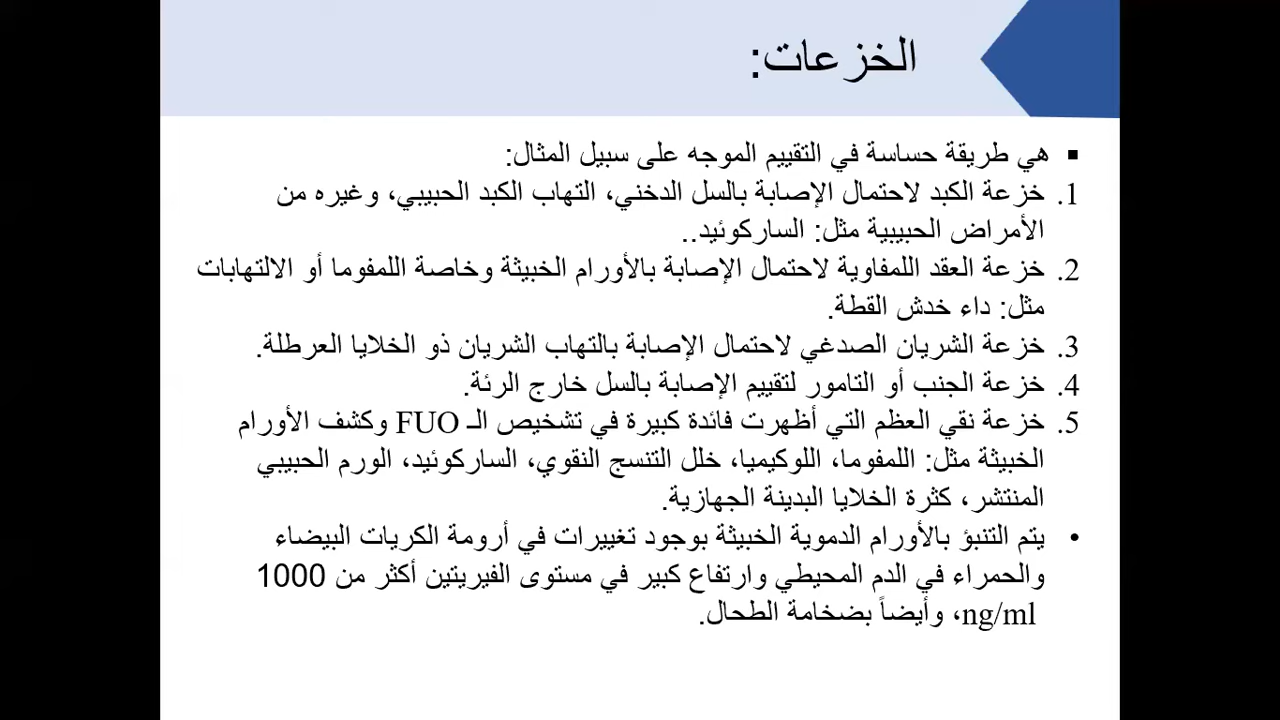 الخزعات:
▪ هي طريقة حساسة في التقييم الموجه على سبيل المثال:
1. خزعة الكبد لاحتمال الإصابة بالسل الدخني، التهاب الكبد الحبيبي، وغيره من
الأمراض الحبيبية مثل: الساركوئيد..
2. خزعة العقد اللمفاوية لاحتمال الإصابة بالأورام الخبيثة وخاصة اللمفوما أو الالتهابات
مثل: داء خدش القطة.
3. خزعة الشريان الصدغي لاحتمال الإصابة بالتهاب الشريان ذو الخلايا العرطلة.
4. خزعة الجنب أو التامور لتقييم الإصابة بالسل خارج الرئة.
5. خزعة نقي العظم التي أظهرت فائدة كبيرة في تشخيص الـ FUO وكشف الأورام
الخبيثة مثل: اللمفوما، اللوكيميا، خلل التنسج النقوي، الساركوئيد، الورم الحبيبي
المنتشر، كثرة الخلايا البدينة الجهازية.
• يتم التنبؤ بالأورام الدموية الخبيثة بوجود تغييرات في أرومة الكريات البيضاء
والحمراء في الدم المحيطي وارتفاع كبير في مستوى الفيريتين أكثر من 1000
ng/ml، وأيضاً بضخامة الطحال.